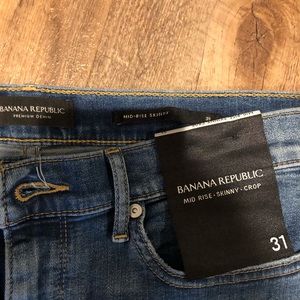 BANANA REPUBLIC
PREMIUM DENIM
MID-RISE SKINNY
BANANA REPUBLIC
MID RISE · SKINNY · CROP
31